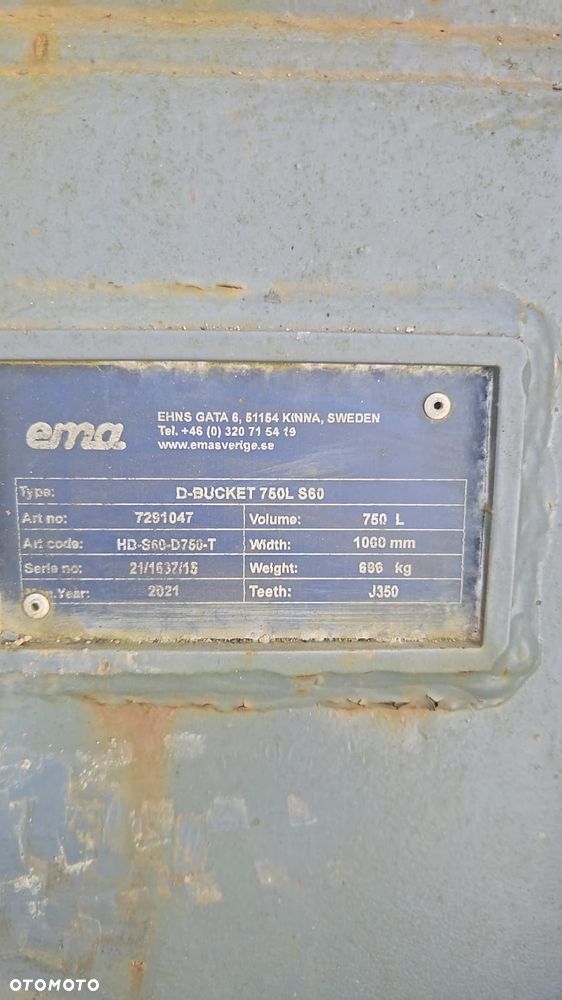 ema
EHNS GATA 6, 51154 KINNA, SWEDEN
Tel. +46 (0) 320 71 54 19
www.emasverige.se
Type: D-BUCKET 750L S60
Art no: 7291047 Volume: 750 L
Art code: HD-S60-D750-T Width: 1060 mm
Serie no: 21/1637/15 Weight: 686 kg
Year: 2021 Teeth: J350
OTOMOTO